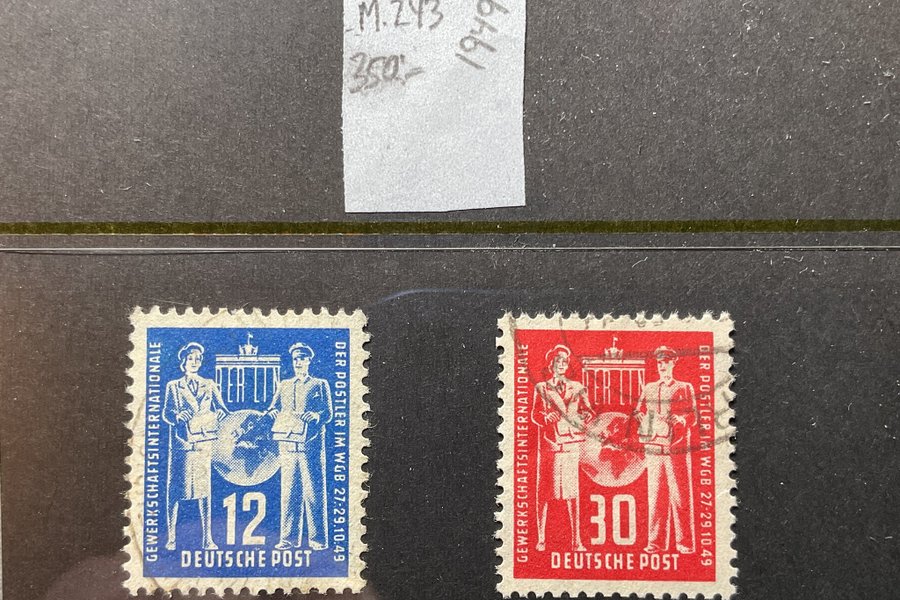 M.243
350:-
1949
GEWERKSCHAFTSINTERNATIONALE
DER POSTLER IM WGB 27.-29.10.49
12
DEUTSCHE POST
GEWERKSCHAFTSINTERNATIONALE
DER POSTLER IM WGB 27.-29.10.49
30
DEUTSCHE POST